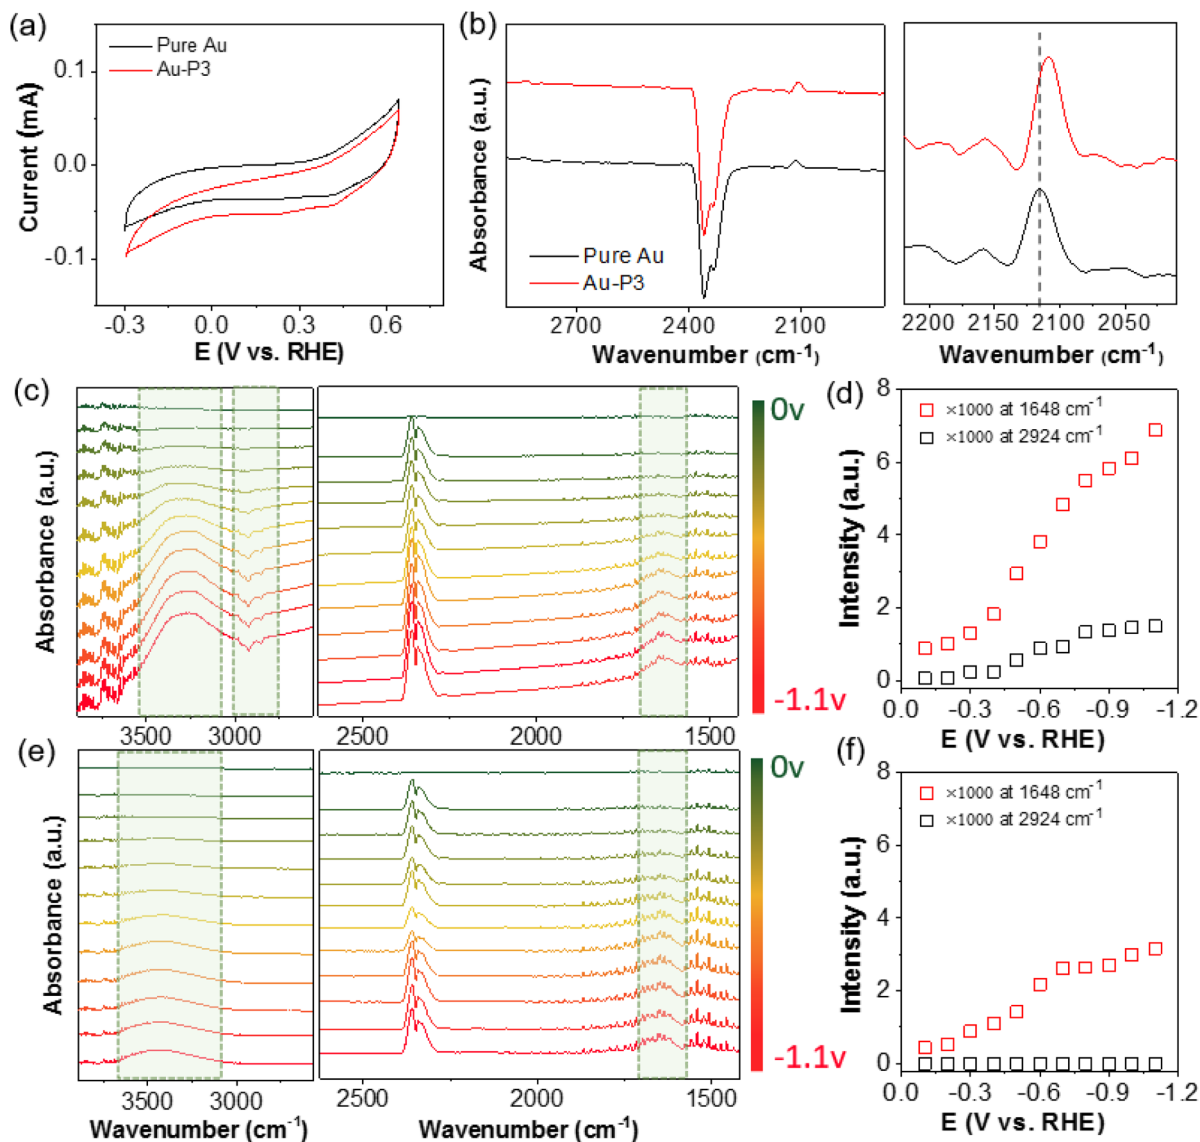 (a)
Pure Au
Au-P3
0.1
0.0
-0.1
Current (mA)
-0.3
0.0
0.3
0.6
E (V vs. RHE)
(b)
Absorbance (a.u.)
Pure Au
Au-P3
2700
2400
2100
Wavenumber (cm⁻¹)
2200
2150
2100
2050
Wavenumber (cm⁻¹)
(c)
Absorbance (a.u.)
3500
3000
2500
2000
1500
0v
-1.1v
(d)
×1000 at 1648 cm⁻¹
×1000 at 2924 cm⁻¹
8
6
4
2
0
Intensity (a.u.)
0.0
-0.3
-0.6
-0.9
-1.2
E (V vs. RHE)
(e)
Absorbance (a.u.)
3500
3000
Wavenumber (cm⁻¹)
2500
2000
1500
Wavenumber (cm⁻¹)
0v
-1.1v
(f)
×1000 at 1648 cm⁻¹
×1000 at 2924 cm⁻¹
8
6
4
2
0
Intensity (a.u.)
-0.0
-0.3
-0.6
-0.9
-1.2
E (V vs. RHE)